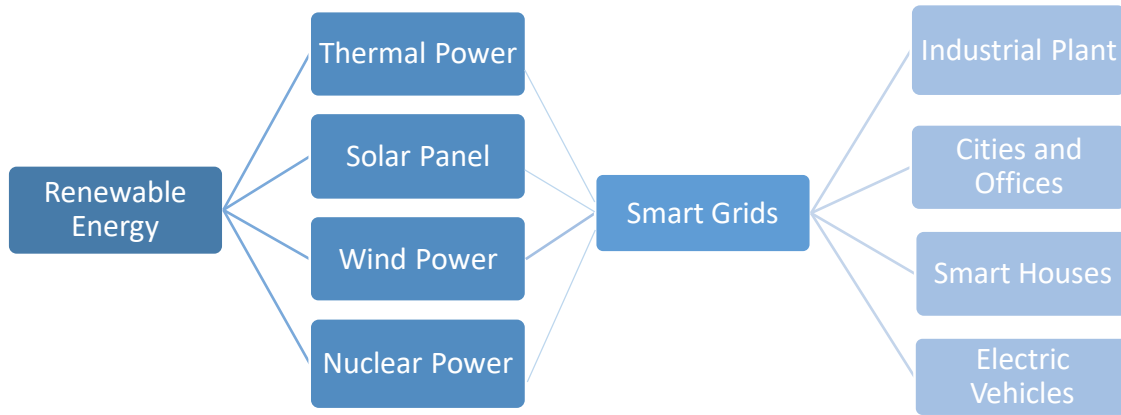 Renewable
Energy
Thermal Power
Solar Panel
Wind Power
Nuclear Power
Smart Grids
Industrial Plant
Cities and
Offices
Smart Houses
Electric
Vehicles